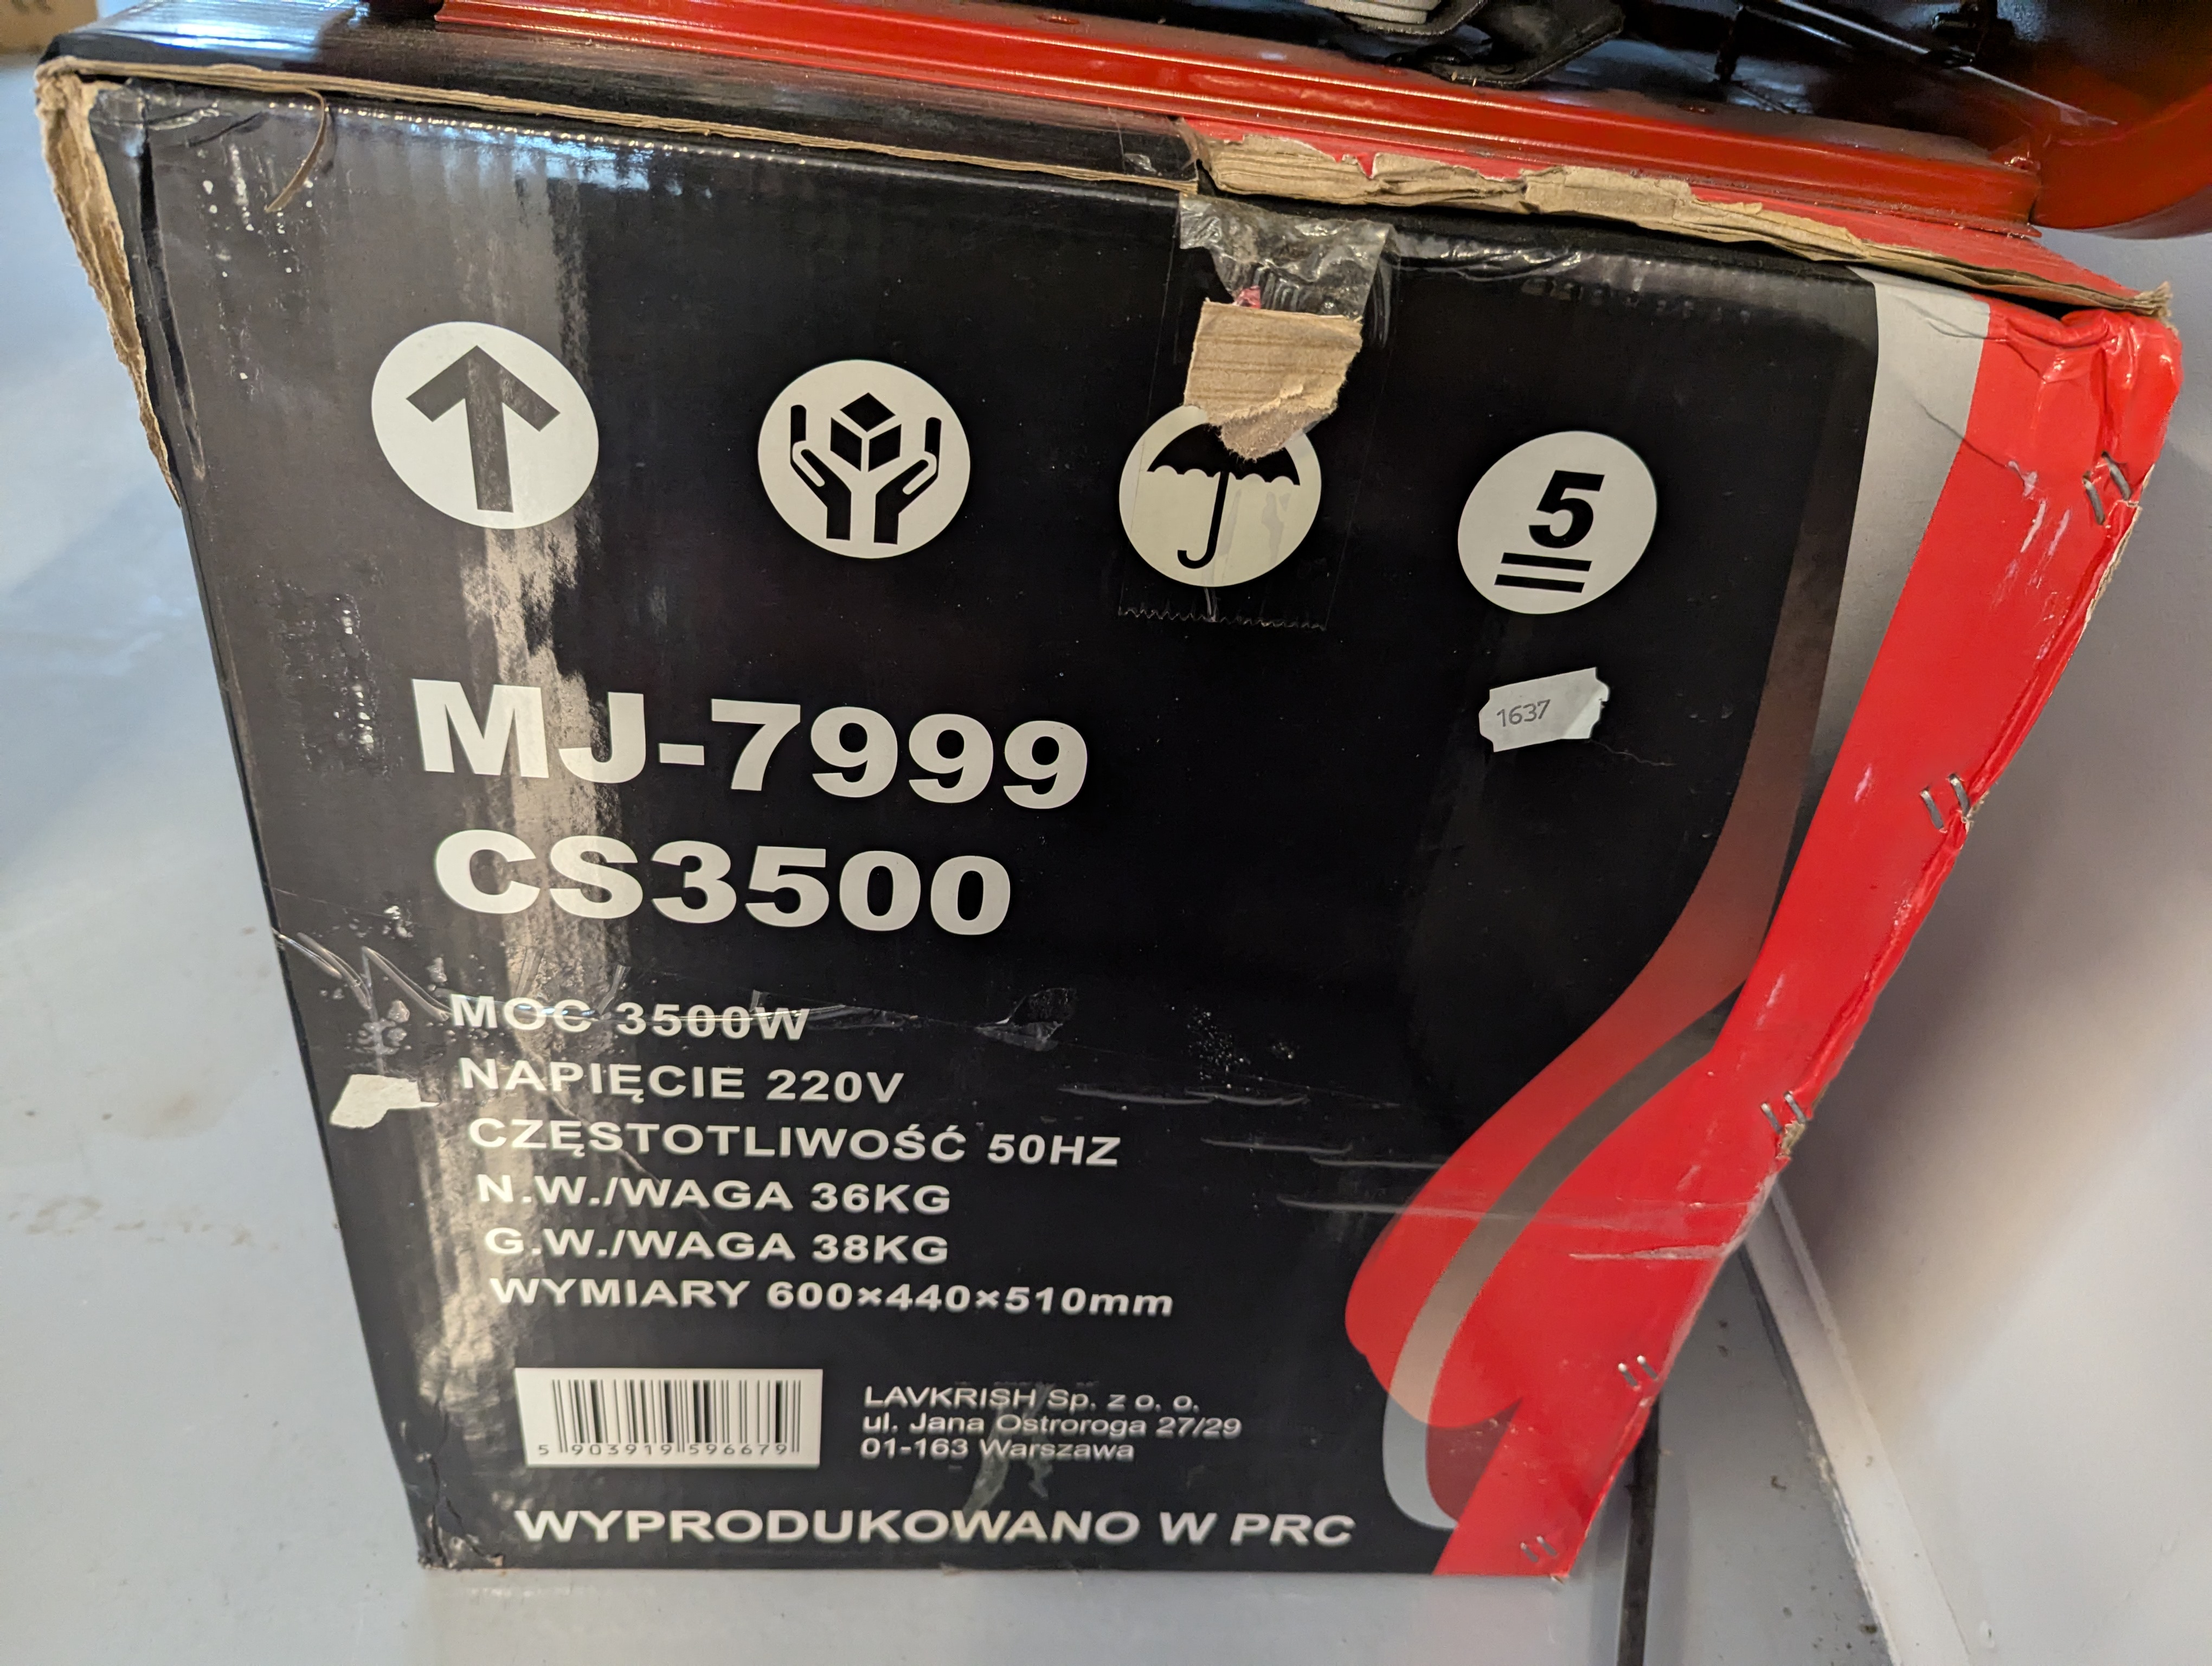 5
1637
MJ-7999
CS3500
MOC 3500W
NAPIĘCIE 220V
CZĘSTOTLIWOŚĆ 50HZ
N.W./WAGA 36KG
G.W./WAGA 38KG
WYMIARY 600×440×510mm
5 903919 596679
LAVKRISH Sp. z o. o.
ul. Jana Ostroroga 27/29
01-163 Warszawa
WYPRODUKOWANO W PRC